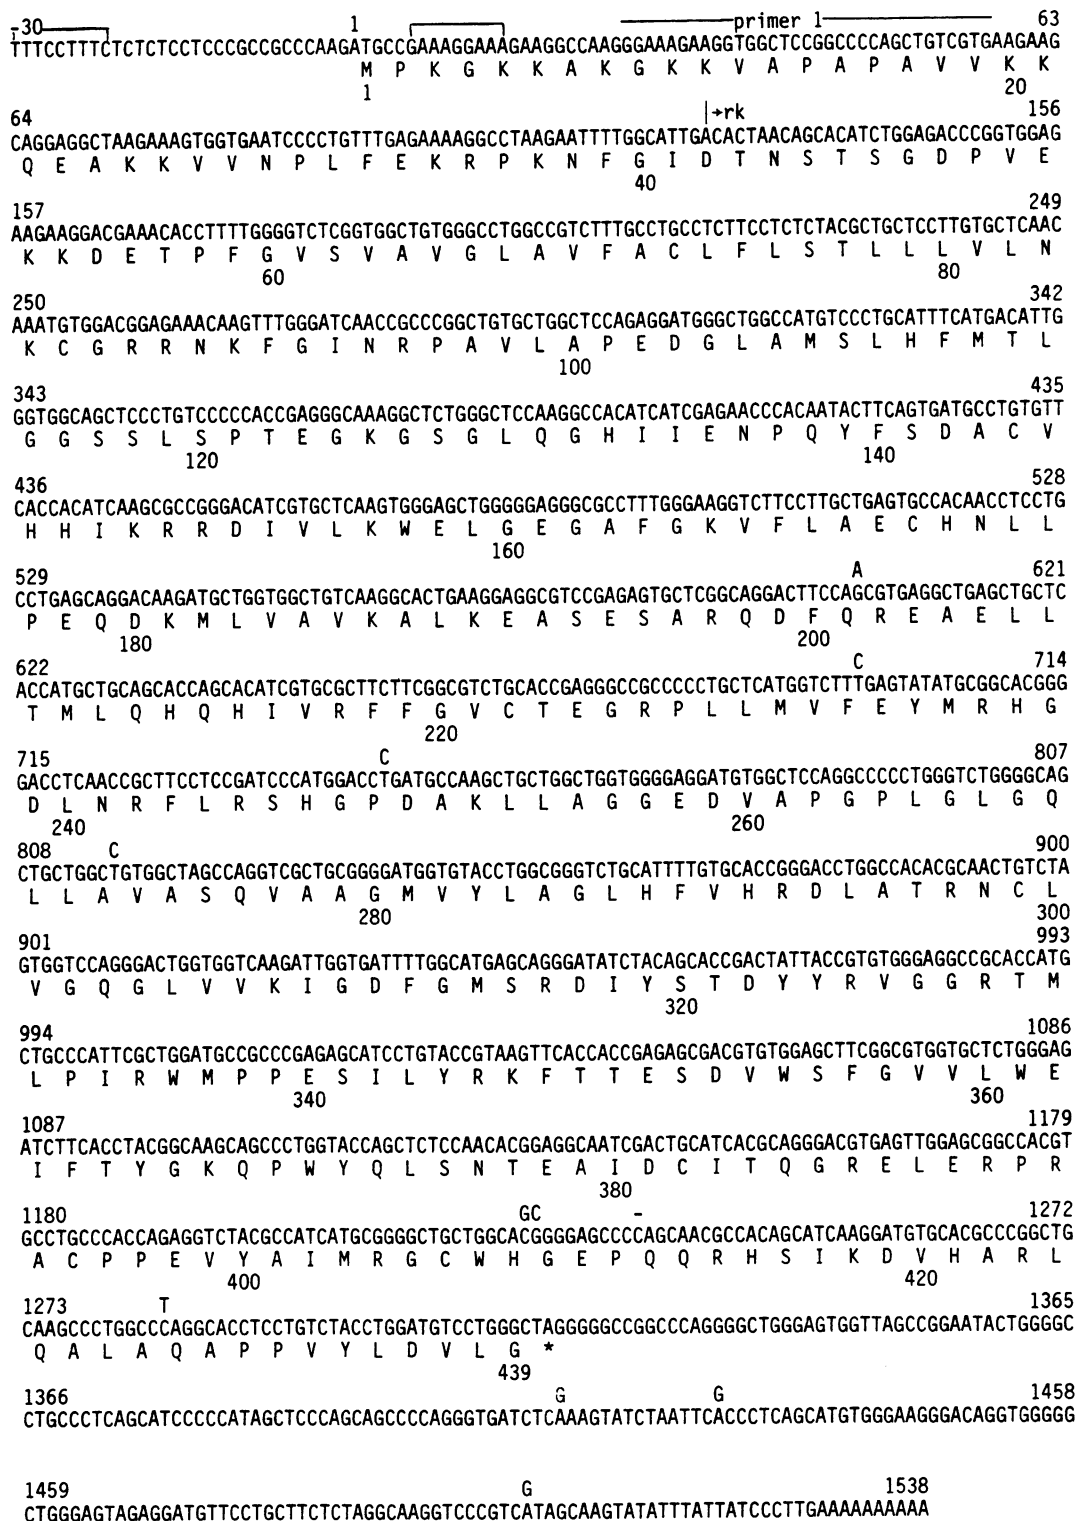 -30 1 primer 1 63
TTTCCTTTCTCTCTCCTCCCGCCGCCCAAGATGCCGAAAGGAAAGAAGGCCAAGGGAAAGAAGGTGGCTCCGGCCCCAGCTGTCGTGAAGAAG
M P K G K K A K G K K V A P A P A V V K K
1 20
64 |→rk 156
CAGGAGGCTAAGAAAGTGGTGAATCCCCTGTTTGAGAAAAGGCCTAAGAATTTTGGCATTGACACTAACAGCACATCTGGAGACCCGGTGGAG
Q E A K K V V N P L F E K R P K N F G I D T N S T S G D P V E
40
157 249
AAGAAGGACGAAACACCTTTTGGGGTCTCGGTGGCTGTGGGCCTGGCCGTCTTTGCCTGCCTCTTCCTCTCTACGCTGCTCCTTGTGCTCAAC
K K D E T P F G V S V A V G L A V F A C L F L S T L L L V L N
60 80
250 342
AAATGTGGACGGAGAAACAAGTTTGGGATCAACCGCCCGGCTGTGCTGGCTCCAGAGGATGGGCTGGCCATGTCCCTGCATTTCATGACATTG
K C G R R N K F G I N R P A V L A P E D G L A M S L H F M T L
100
343 435
GGTGGCAGCTCCCTGTCCCCCACCGAGGGCAAAGGCTCTGGGCTCCAAGGCCACATCATCGAGAACCCACAATACTTCAGTGATGCCTGTGTT
G G S S L S P T E G K G S G L Q G H I I E N P Q Y F S D A C V
120 140
436 528
CACCACATCAAGCGCCGGGACATCGTGCTCAAGTGGGAGCTGGGGGAGGGCGCCTTTGGGAAGGTCTTCCTTGCTGAGTGCCACAACCTCCTG
H H I K R R D I V L K W E L G E G A F G K V F L A E C H N L L
160
529 A 621
CCTGAGCAGGACAAGATGCTGGTGGCTGTCAAGGCACTGAAGGAGGCGTCCGAGAGTGCTCGGCAGGACTTCCAGCGTGAGGCTGAGCTGCTC
P E Q D K M L V A V K A L K E A S E S A R Q D F Q R E A E L L
180 200
622 C 714
ACCATGCTGCAGCACCAGCACATCGTGCGCTTCTTCGGCGTCTGCACCGAGGGCCGCCCCCTGCTCATGGTCTTTGAGTATATGCGGCACGGG
T M L Q H Q H I V R F F G V C T E G R P L L M V F E Y M R H G
220
715 C 807
GACCTCAACCGCTTCCTCCGATCCCATGGACCTGATGCCAAGCTGCTGGCTGGTGGGGAGGATGTGGCTCCAGGCCCCCTGGGTCTGGGGCAG
D L N R F L R S H G P D A K L L A G G E D V A P G P L G L G Q
240 260
808 C 900
CTGCTGGCTGTGGCTAGCCAGGTCGCTGCGGGGATGGTGTACCTGGCGGGTCTGCATTTTGTGCACCGGGACCTGGCCACACGCAACTGTCTA
L L A V A S Q V A A G M V Y L A G L H F V H R D L A T R N C L
280 300
901 993
GTGGTCCAGGGACTGGTGGTCAAGATTGGTGATTTTGGCATGAGCAGGGATATCTACAGCACCGACTATTACCGTGTGGGAGGCCGCACCATG
V G Q G L V V K I G D F G M S R D I Y S T D Y Y R V G G R T M
320
994 1086
CTGCCCATTCGCTGGATGCCGCCCGAGAGCATCCTGTACCGTAAGTTCACCACCGAGAGCGACGTGTGGAGCTTCGGCGTGGTGCTCTGGGAG
L P I R W M P P E S I L Y R K F T T E S D V W S F G V V L W E
340 360
1087 1179
ATCTTCACCTACGGCAAGCAGCCCTGGTACCAGCTCTCCAACACGGAGGCAATCGACTGCATCACGCAGGGACGTGAGTTGGAGCGGCCACGT
I F T Y G K Q P W Y Q L S N T E A I D C I T Q G R E L E R P R
380
1180 GC - 1272
GCCTGCCCACCAGAGGTCTACGCCATCATGCGGGGCTGCTGGCACGGGGAGCCCCAGCAACGCCACAGCATCAAGGATGTGCACGCCCGGCTG
A C P P E V Y A I M R G C W H G E P Q Q R H S I K D V H A R L
400 420
1273 T 1365
CAAGCCCTGGCCCAGGCACCTCCTGTCTACCTGGATGTCCTGGGCTAGGGGGCCGGCCCAGGGGCTGGGAGTGGTTAGCCGGAATACTGGGGC
Q A L A Q A P P V Y L D V L G *
439
1366 G G 1458
CTGCCCTCAGCATCCCCCATAGCTCCCAGCAGCCCCAGGGTGATCTCAAAGTATCTAATTCACCCTCAGCATGTGGGAAGGGACAGGTGGGGG
1459 G 1538
CTGGGAGTAGAGGATGTTCCTGCTTCTCTAGGCAAGGTCCCGTCATAGCAAGTATATTTATTATCCCTTGAAAAAAAAAA